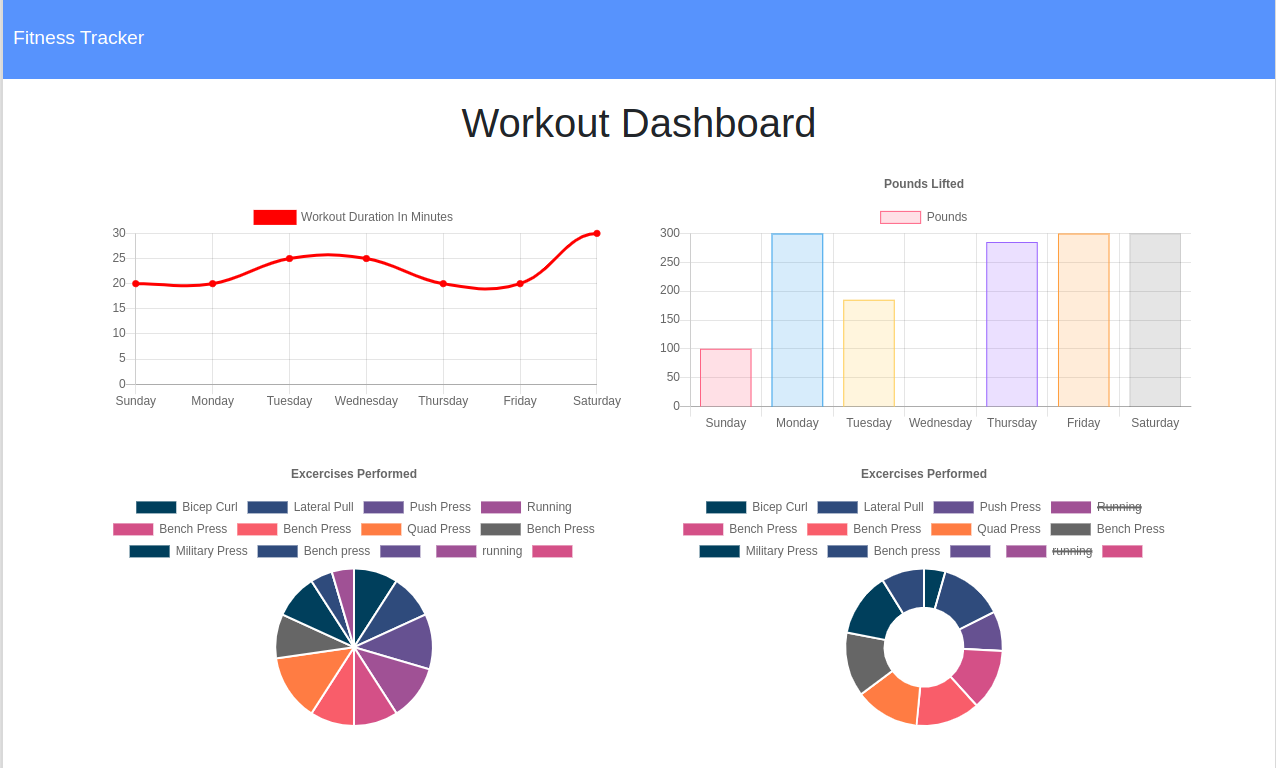 Fitness Tracker
Workout Dashboard
Workout Duration In Minutes
30
25
20
15
10
5
0
Sunday Monday Tuesday Wednesday Thursday Friday Saturday
Pounds Lifted
Pounds
300
250
200
150
100
50
0
Sunday Monday Tuesday Wednesday Thursday Friday Saturday
Excercises Performed
Bicep Curl Lateral Pull Push Press Running
Bench Press Bench Press Quad Press Bench Press
Military Press Bench press running
Excercises Performed
Bicep Curl Lateral Pull Push Press Running
Bench Press Bench Press Quad Press Bench Press
Military Press Bench press running